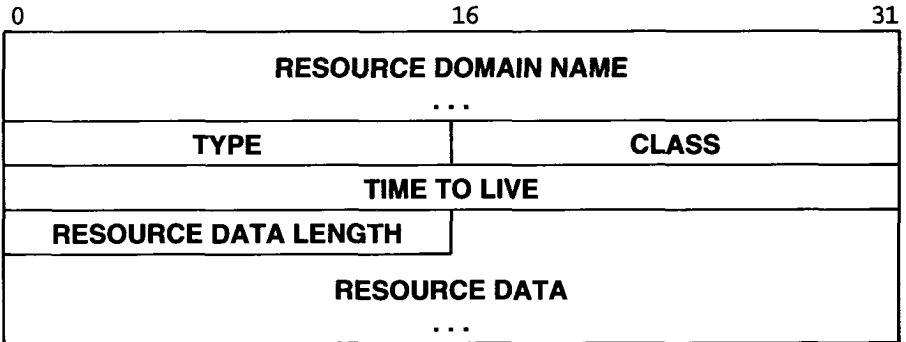 0 16 31
RESOURCE DOMAIN NAME
...
TYPE CLASS
TIME TO LIVE
RESOURCE DATA LENGTH
RESOURCE DATA
...